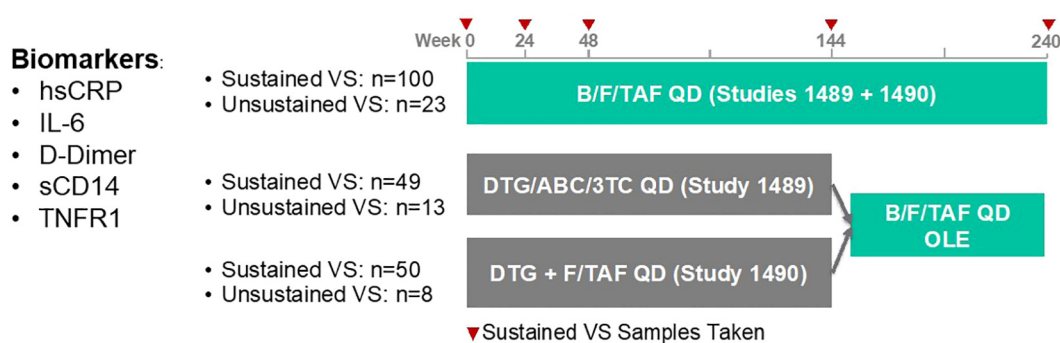 Week 0 24 48 144 240
Biomarkers:
• hsCRP
• IL-6
• D-Dimer
• sCD14
• TNFR1
• Sustained VS: n=100
• Unsustained VS: n=23
B/F/TAF QD (Studies 1489 + 1490)
• Sustained VS: n=49
• Unsustained VS: n=13
DTG/ABC/3TC QD (Study 1489)
• Sustained VS: n=50
• Unsustained VS: n=8
DTG + F/TAF QD (Study 1490)
B/F/TAF QD
OLE
▼Sustained VS Samples Taken